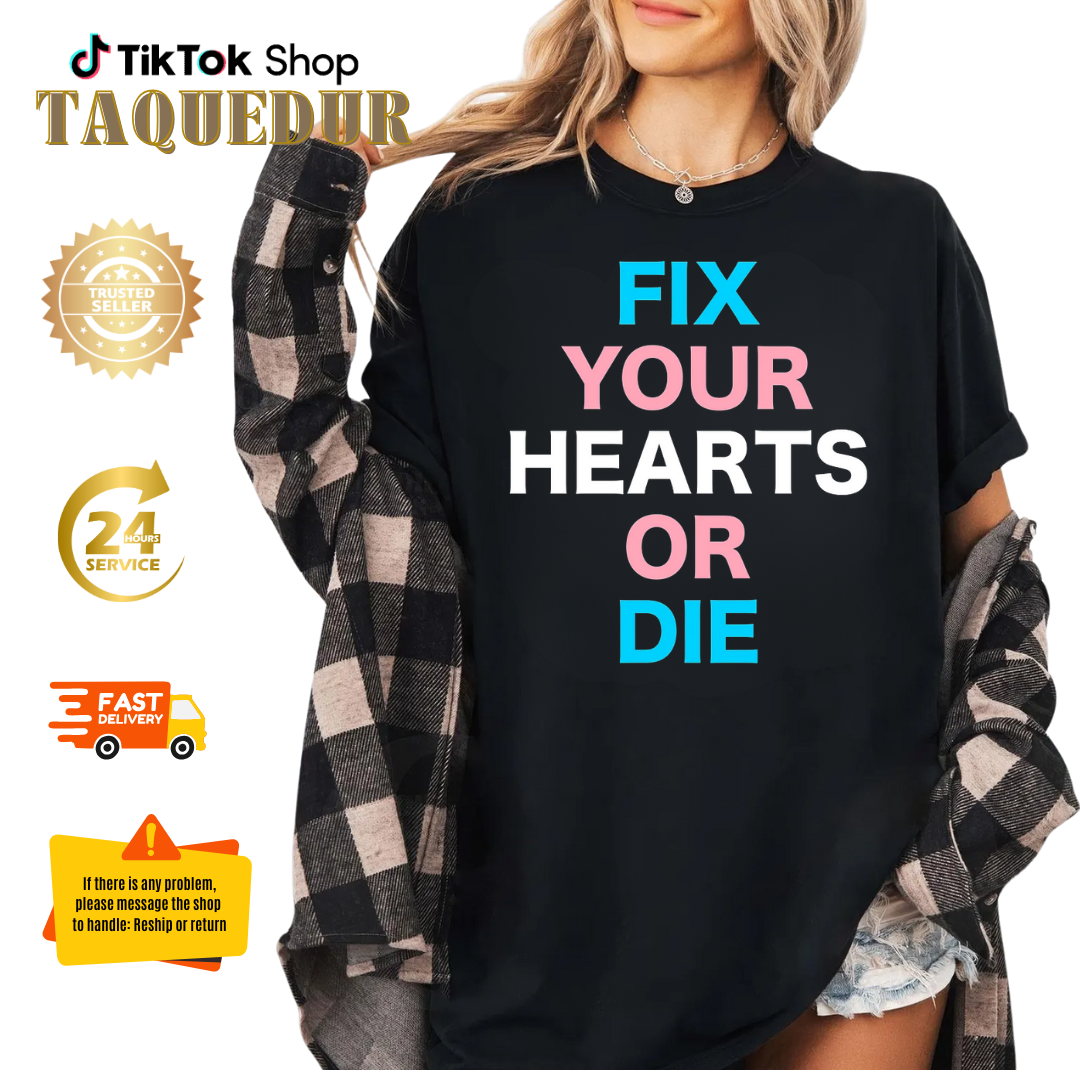 TikTok Shop
TAQUEDUR
TRUSTED
SELLER
24
HOURS
SERVICE
FAST
DELIVERY
If there is any problem,
please message the shop
to handle: Reship or return
FIX
YOUR
HEARTS
OR
DIE